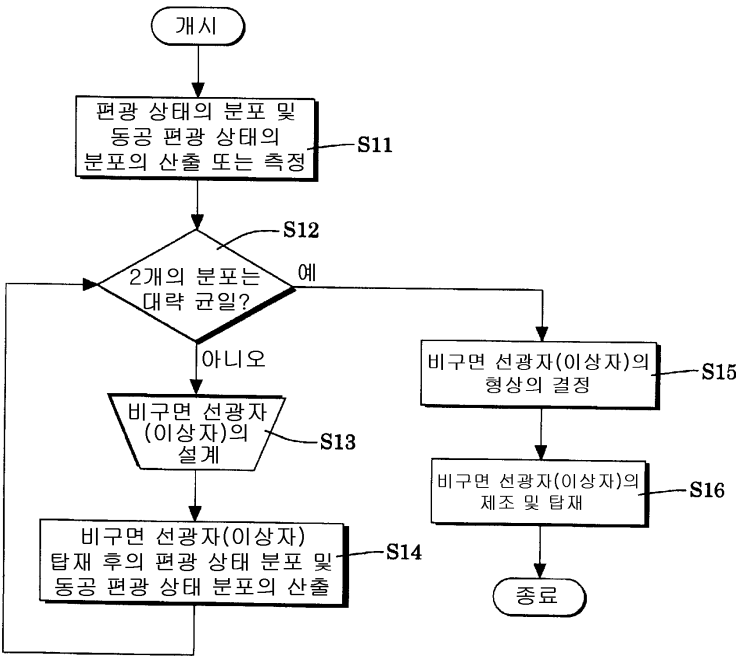 개시
편광 상태의 분포 및
동공 편광 상태의
분포의 산출 또는 측정
S11
S12
2개의 분포는
대략 균일?
예
아니오
비구면 선광자
(이상자)의
설계
S13
비구면 선광자(이상자)
탑재 후의 편광 상태 분포 및
동공 편광 상태 분포의 산출
S14
비구면 선광자(이상자)의
형상의 결정
S15
비구면 선광자(이상자)의
제조 및 탑재
S16
종료